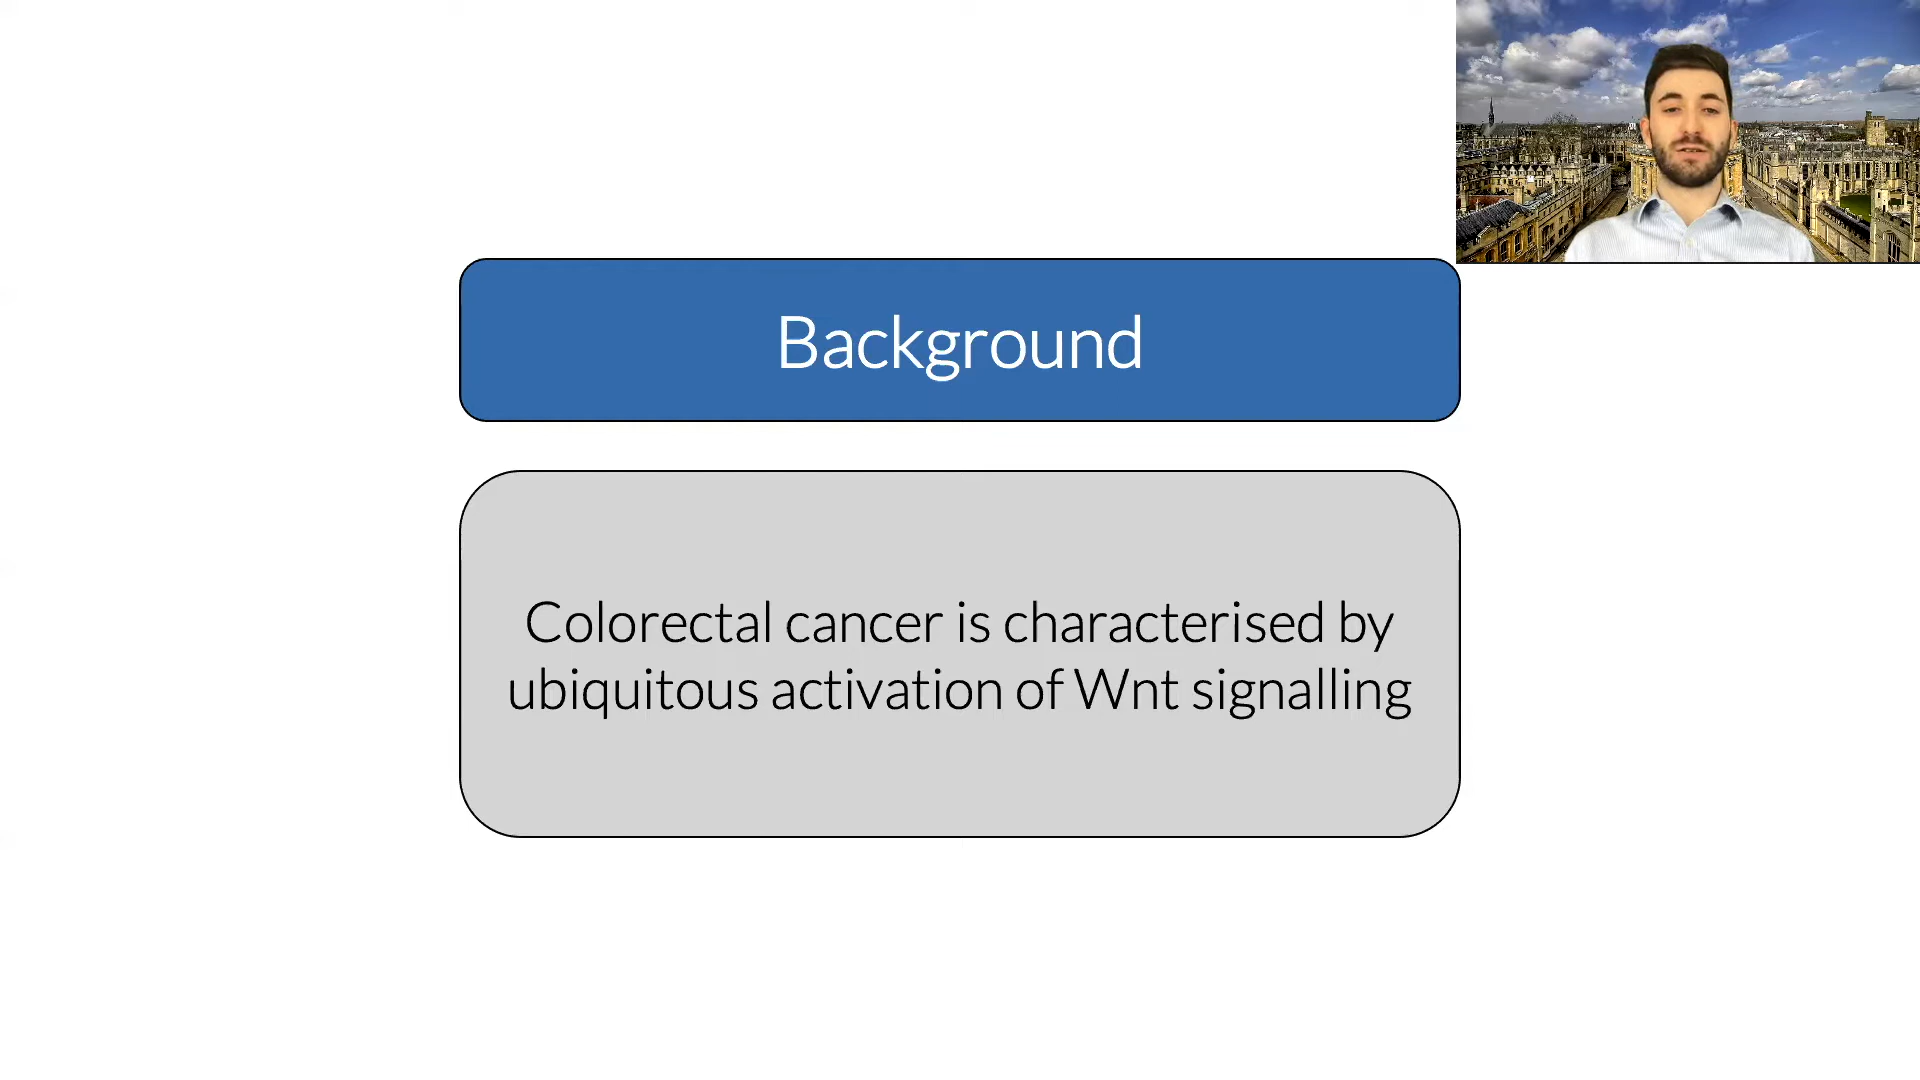 Background
Colorectal cancer is characterised by
ubiquitous activation of Wnt signalling